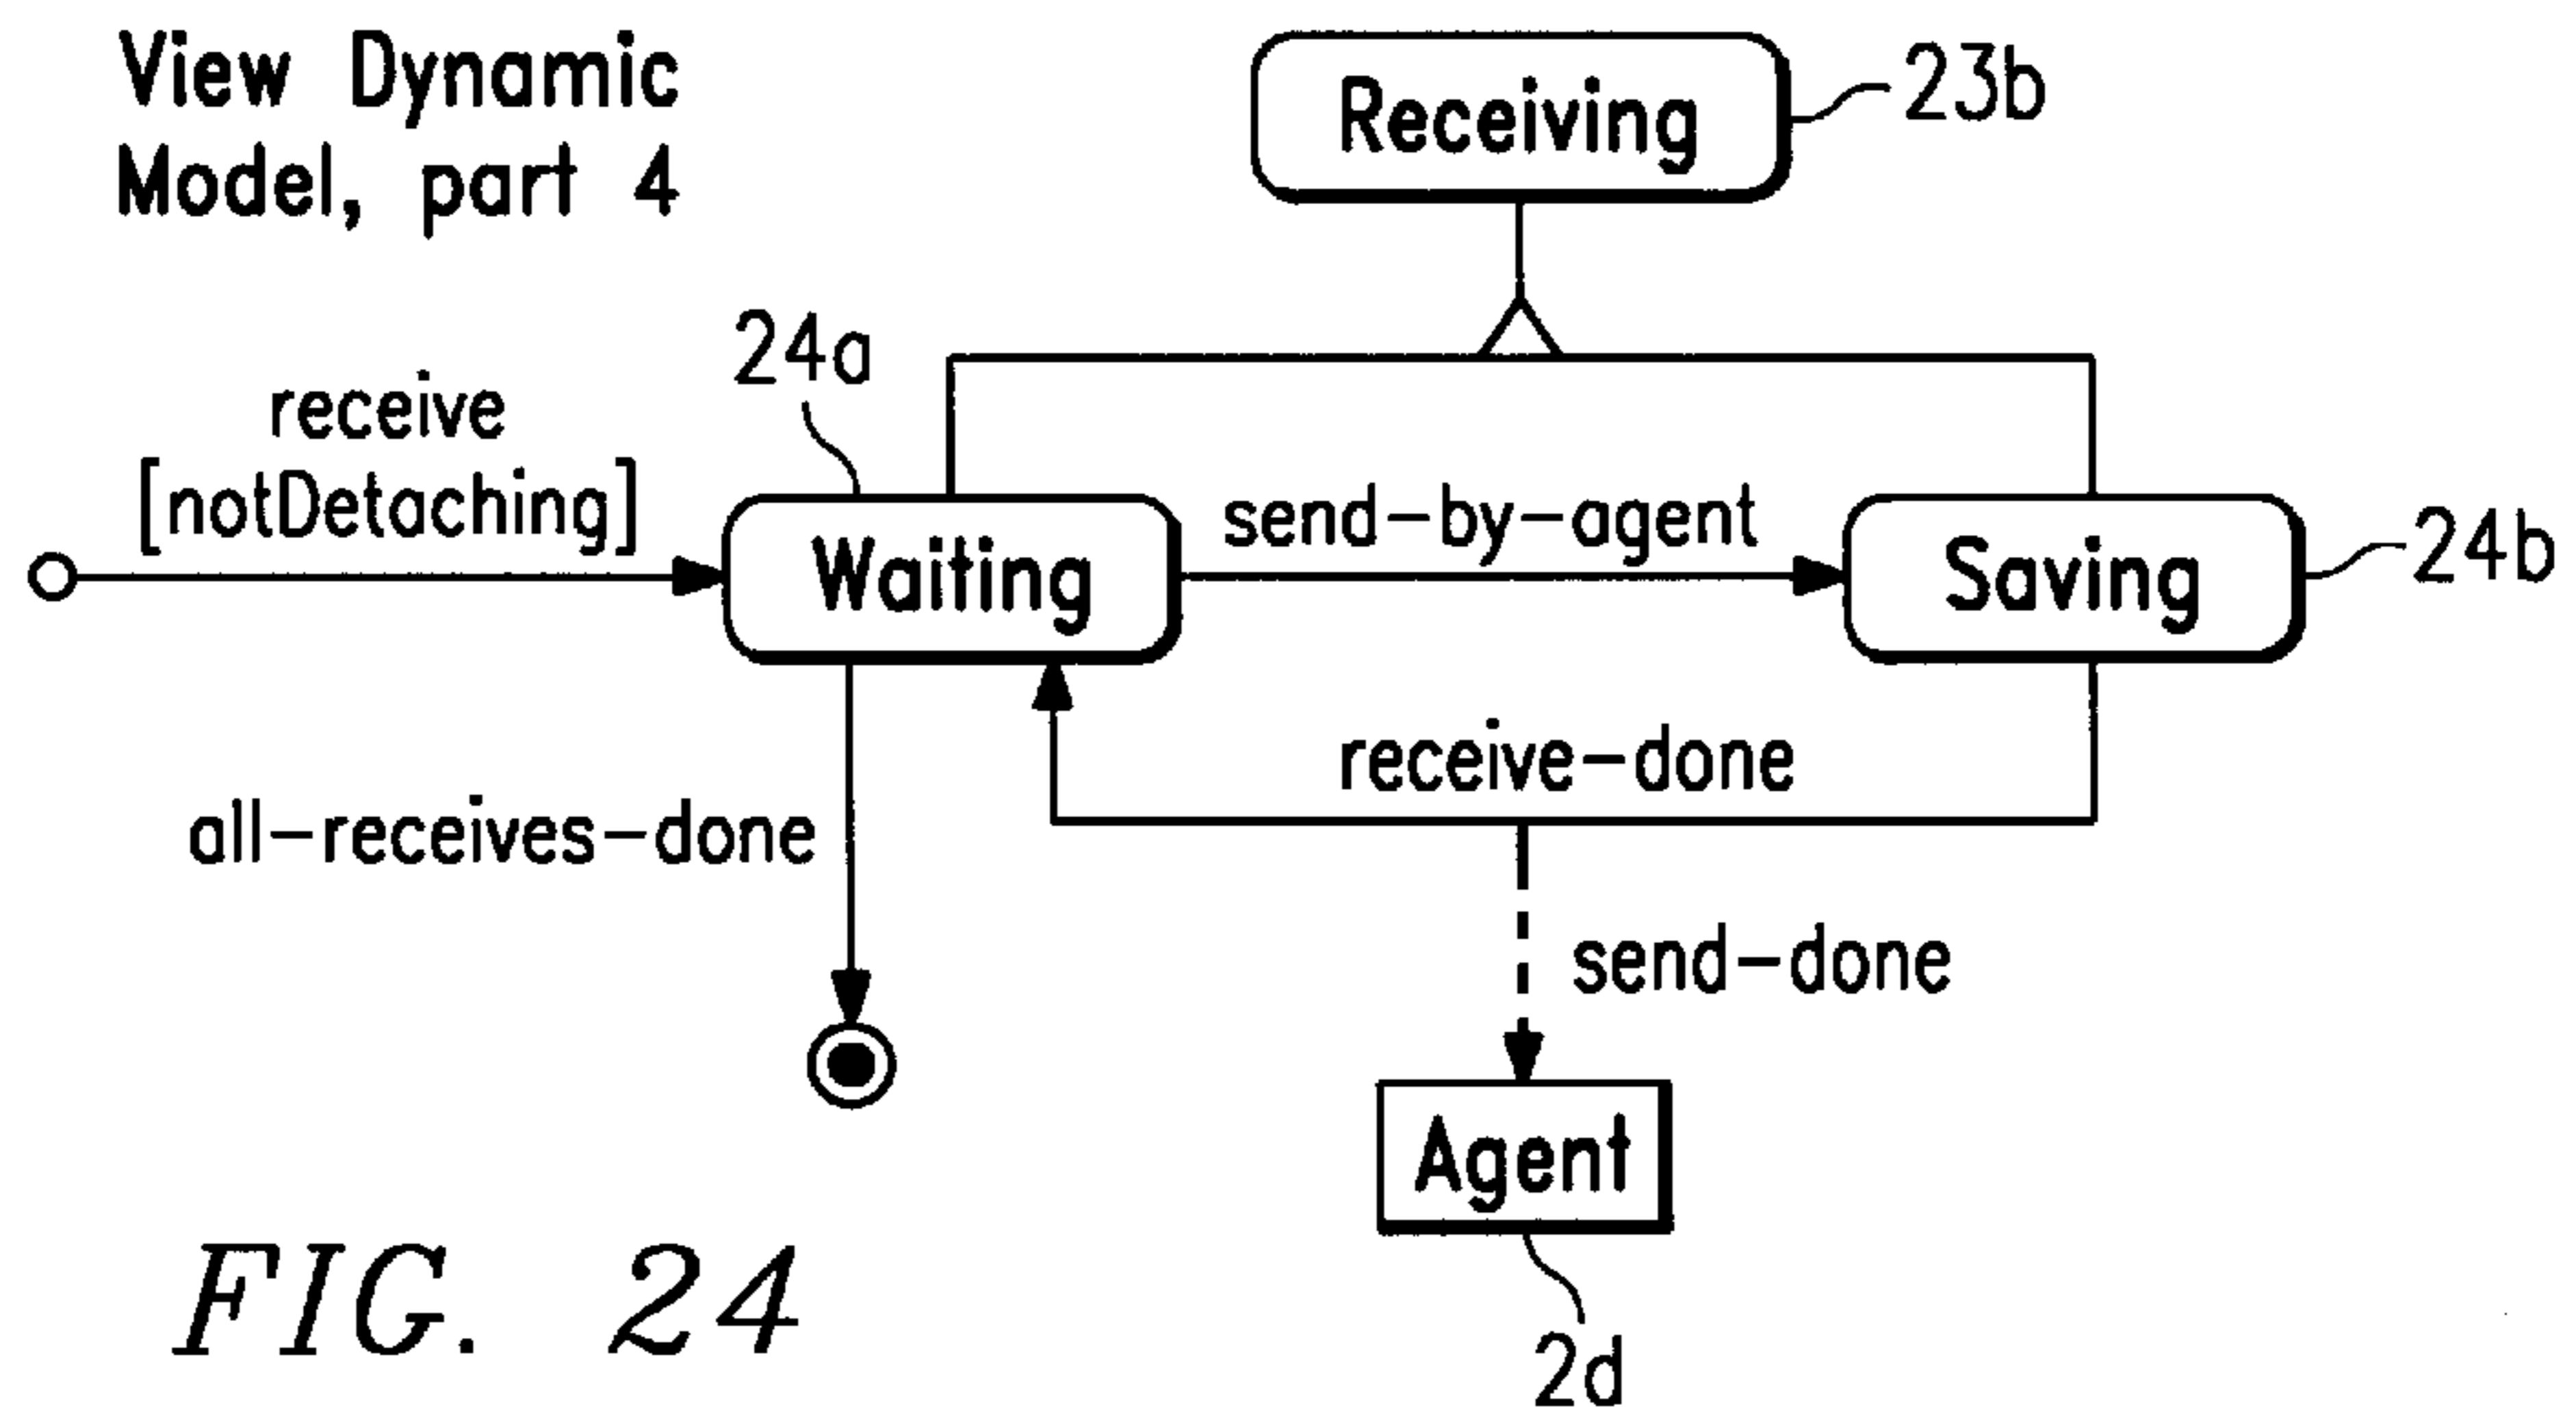 View Dynamic
Model, part 4
Receiving
23b
24a
receive
[notDetaching]
Waiting
send-by-agent
Saving
24b
receive-done
all-receives-done
send-done
Agent
2d
FIG. 24